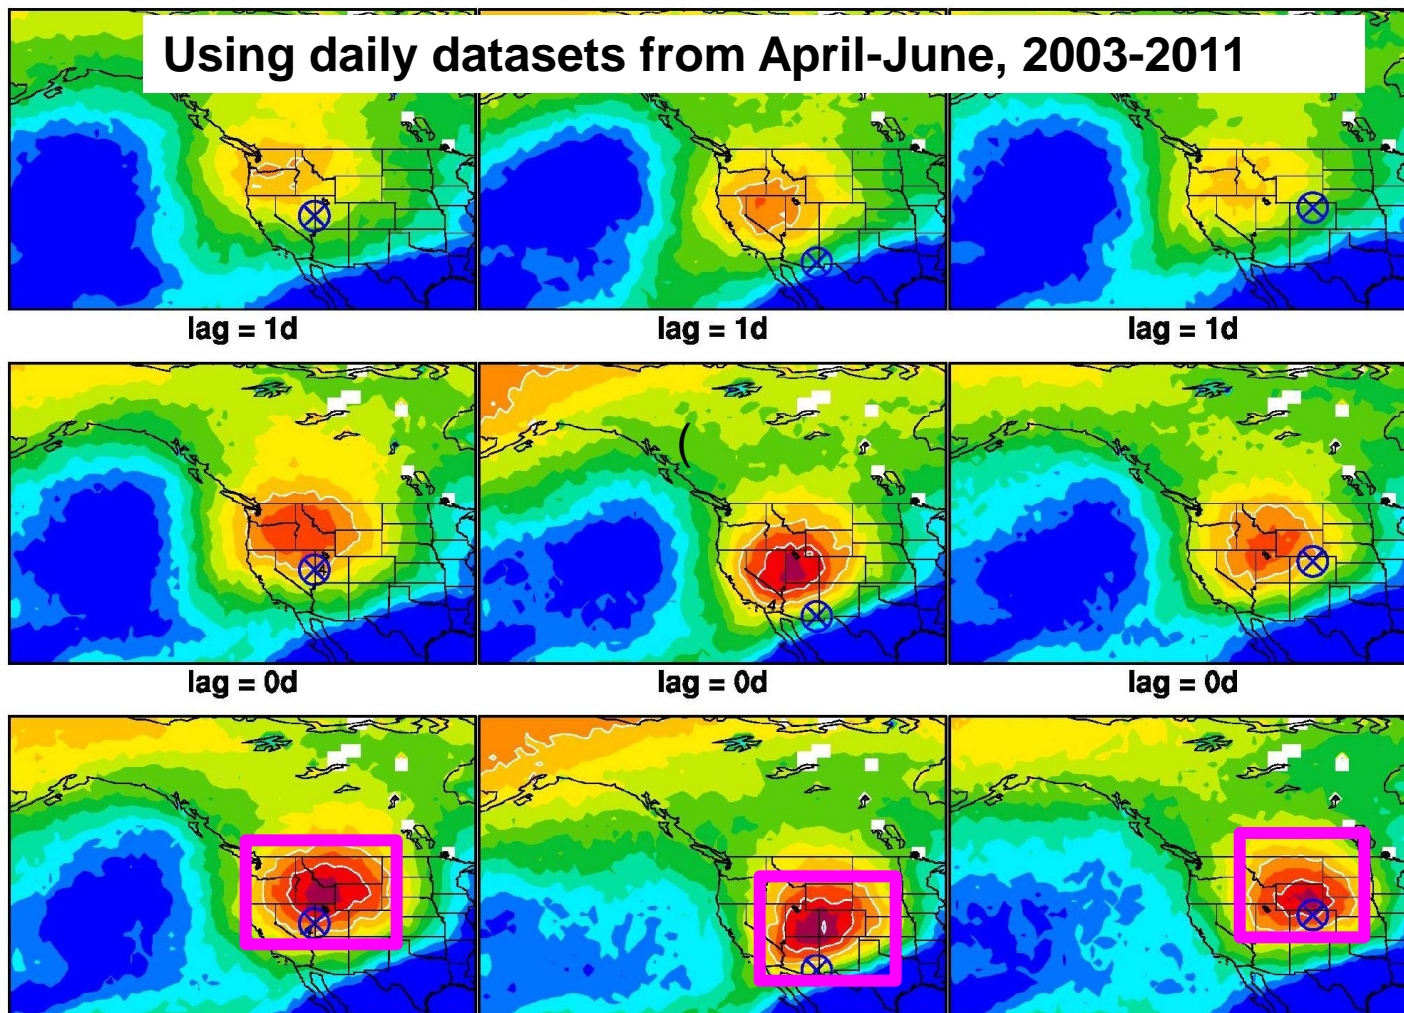 Using daily datasets from April-June, 2003-2011
lag = 1d lag = 1d lag = 1d
(
lag = 0d lag = 0d lag = 0d